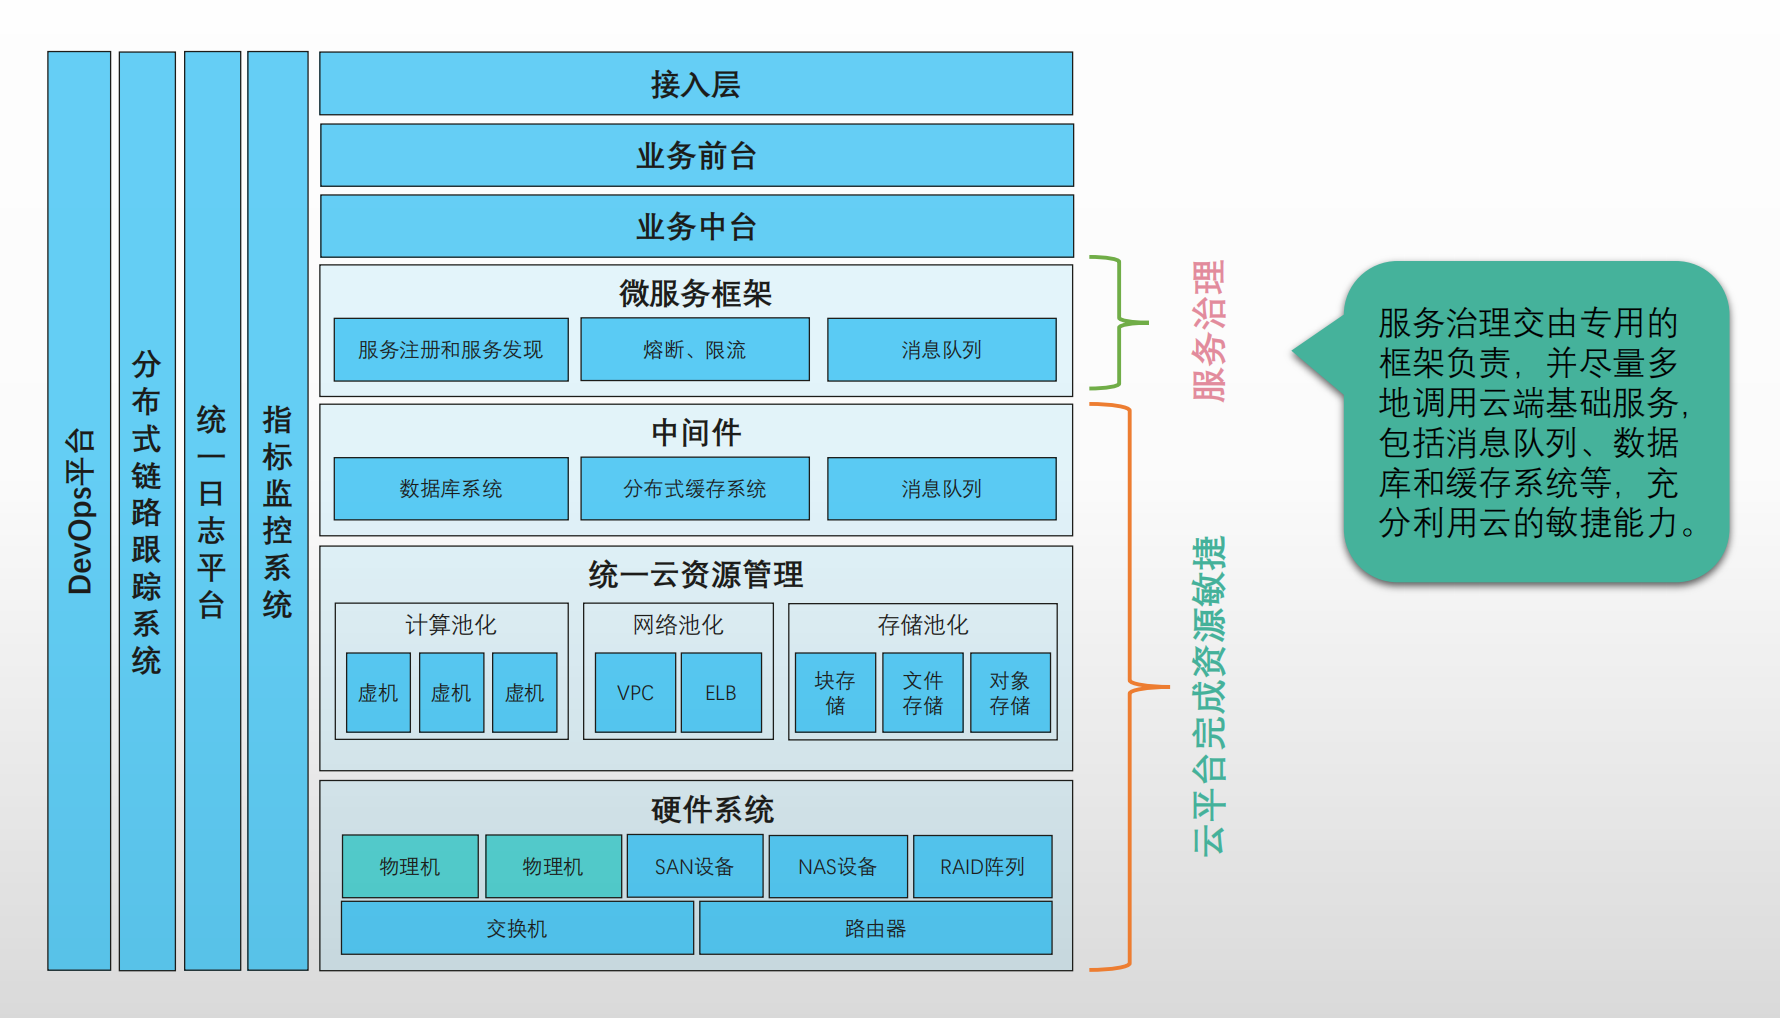 DevOps平台
分布式链路跟踪系统
统一日志平台
指标监控系统
接入层
业务前台
业务中台
微服务框架
服务注册和服务发现
熔断、限流
消息队列
中间件
数据库系统
分布式缓存系统
消息队列
统一云资源管理
计算池化
虚机
虚机
虚机
网络池化
VPC
ELB
存储池化
块存
储
文件
存储
对象
存储
硬件系统
物理机
物理机
SAN设备
NAS设备
RAID阵列
交换机
路由器
服务治理
云平台完成资源敏捷
服务治理交由专用的
框架负责，并尽量多
地调用云端基础服务，
包括消息队列、数据
库和缓存系统等，充
分利用云的敏捷能力。